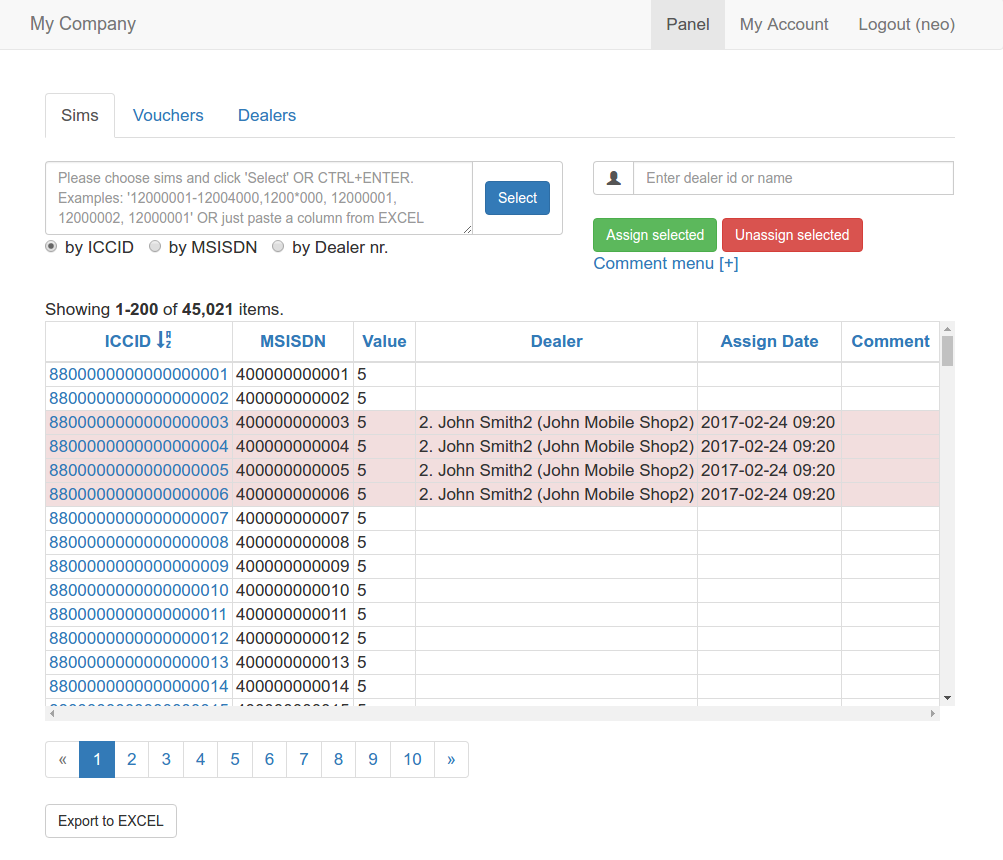 My Company Panel My Account Logout (neo)
Sims Vouchers Dealers
Please choose sims and click 'Select' OR CTRL+ENTER.
Examples: '12000001-12004000,1200*000, 12000001,
12000002, 12000001' OR just paste a column from EXCEL
Select
Enter dealer id or name
by ICCID by MSISDN by Dealer nr.
Assign selected Unassign selected
Comment menu [+]
Showing 1-200 of 45,021 items.
ICCID MSISDN Value Dealer Assign Date Comment
8800000000000000001 400000000001 5
8800000000000000002 400000000002 5
8800000000000000003 400000000003 5 2. John Smith2 (John Mobile Shop2) 2017-02-24 09:20
8800000000000000004 400000000004 5 2. John Smith2 (John Mobile Shop2) 2017-02-24 09:20
8800000000000000005 400000000005 5 2. John Smith2 (John Mobile Shop2) 2017-02-24 09:20
8800000000000000006 400000000006 5 2. John Smith2 (John Mobile Shop2) 2017-02-24 09:20
8800000000000000007 400000000007 5
8800000000000000008 400000000008 5
8800000000000000009 400000000009 5
8800000000000000010 400000000010 5
8800000000000000011 400000000011 5
8800000000000000012 400000000012 5
8800000000000000013 400000000013 5
8800000000000000014 400000000014 5
« 1 2 3 4 5 6 7 8 9 10 »
Export to EXCEL